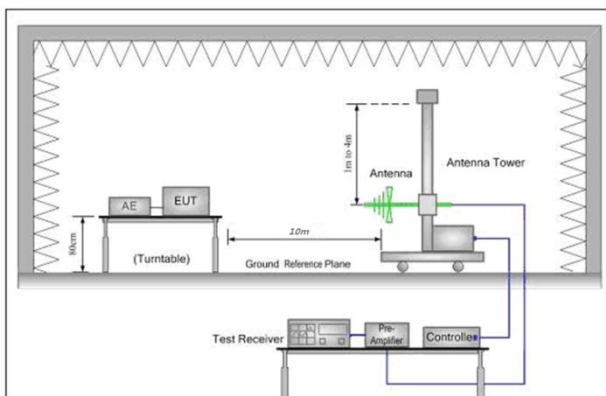 1m to 4m
Antenna
Antenna Tower
AE
EUT
80cm
(Turntable)
10m
Ground Reference Plane
Test Receiver
Pre-
Amplifier
Controller